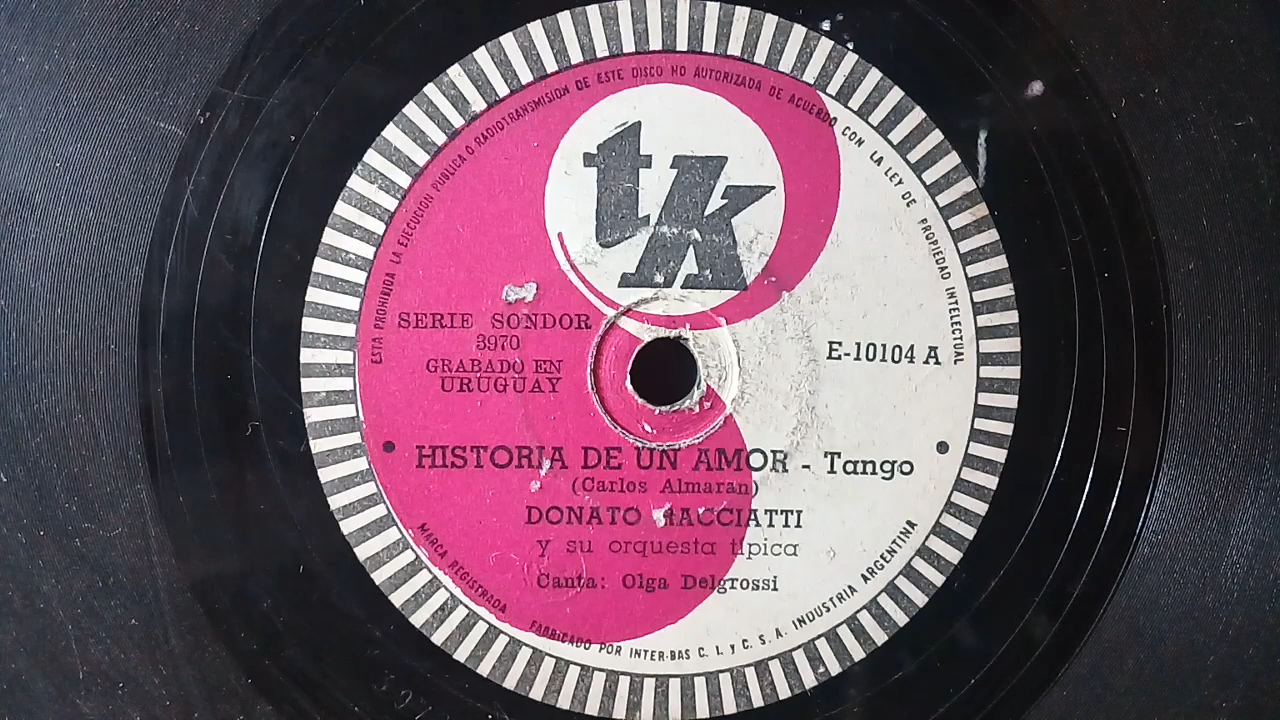 ESTA PROHIBIDA LA EJECUCION PUBLICA O RADIOTRANSMISION DE ESTE DISCO NO AUTORIZADA DE ACUERDO CON LA LEY DE PROPIEDAD INTELECTUAL
tk
SERIE SONDOR
3970
GRABADO EN
URUGUAY
E-10104 A
HISTORIA DE UN AMOR - Tango
(Carlos Almaran)
DONATO RACCIATTI
y su orquesta típica
Canta: Olga Delgrossi
MARCA REGISTRADA
FABRICADO POR INTER-BAS C. I. y C. S. A. INDUSTRIA ARGENTINA